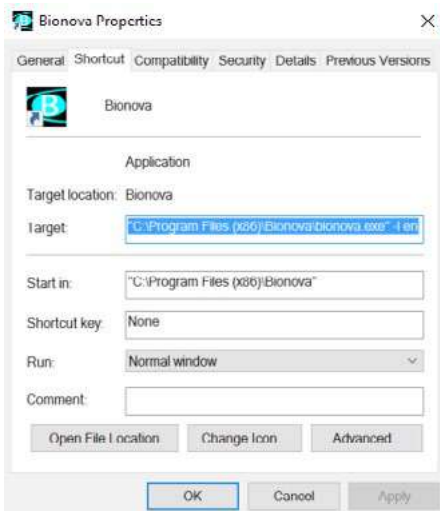 Bionova Properties
General Shortcut Compatibility Security Details Previous Versions
Bionova
Application
Target location: Bionova
Target: "C:\Program Files (x86)\Bionova\bionova.exe" -l en
Start in: "C:\Program Files (x86)\Bionova"
Shortcut key: None
Run: Normal window
Comment:
Open File Location Change Icon Advanced
OK Cancel Apply